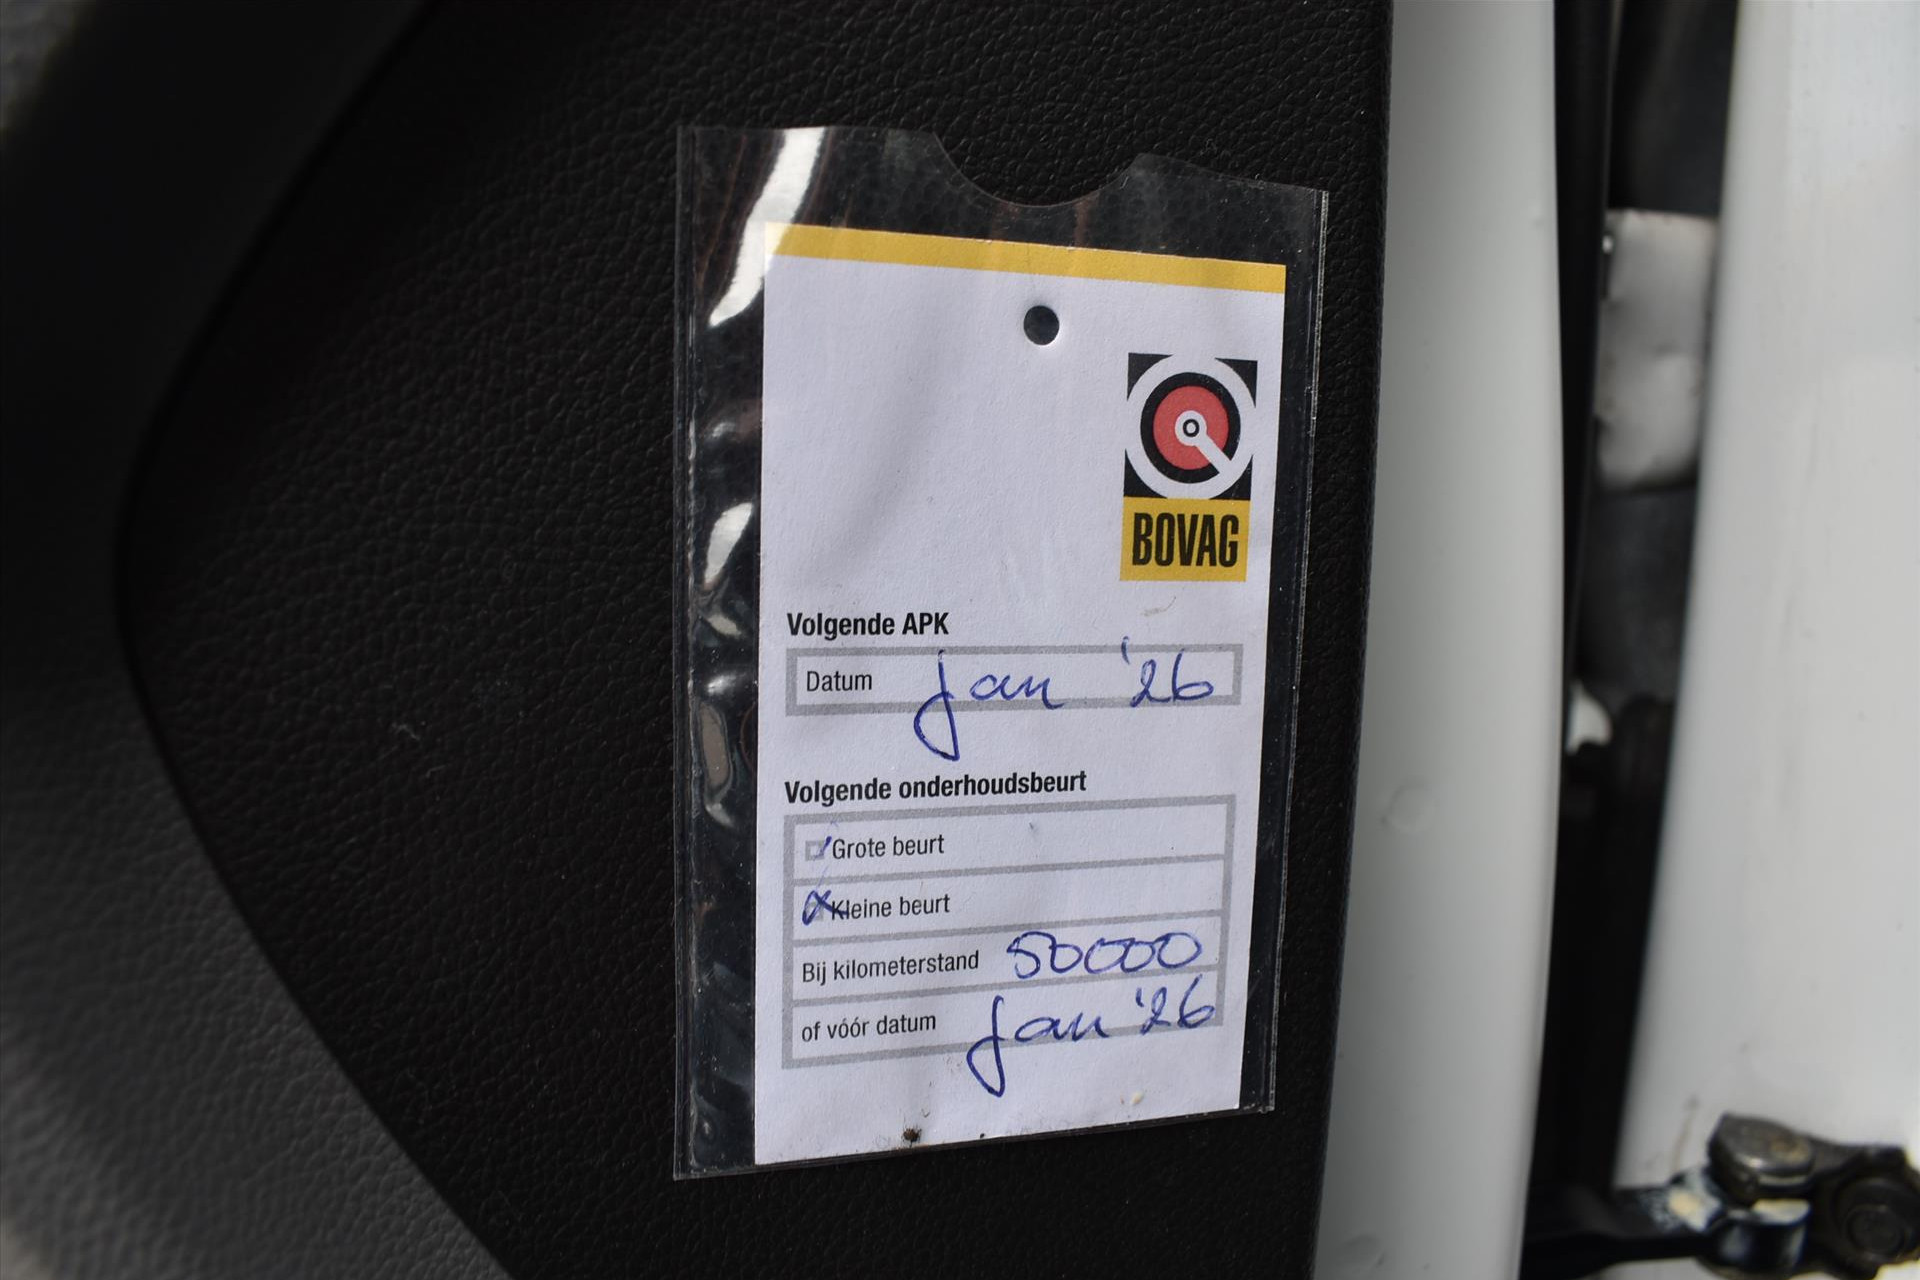 BOVAG
Volgende APK
Datum jan '26
Volgende onderhoudsbeurt
Grote beurt
Kleine beurt
Bij kilometerstand 50000
of vóór datum jan '26